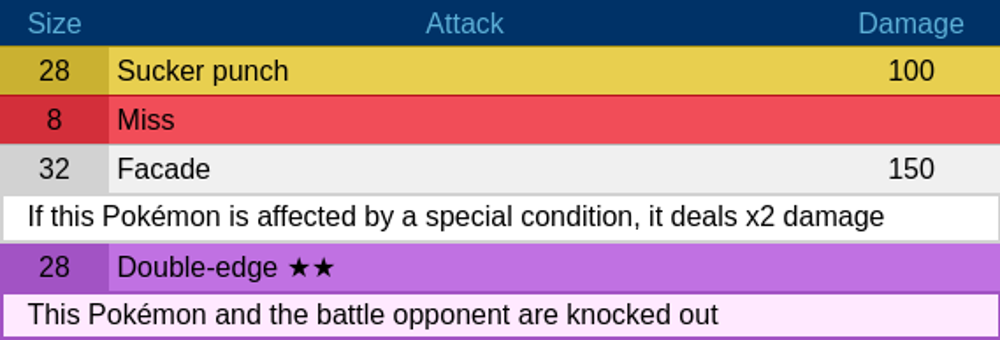 Size Attack Damage
28 Sucker punch 100
8 Miss
32 Facade 150
If this Pokémon is affected by a special condition, it deals x2 damage
28 Double-edge ★★
This Pokémon and the battle opponent are knocked out